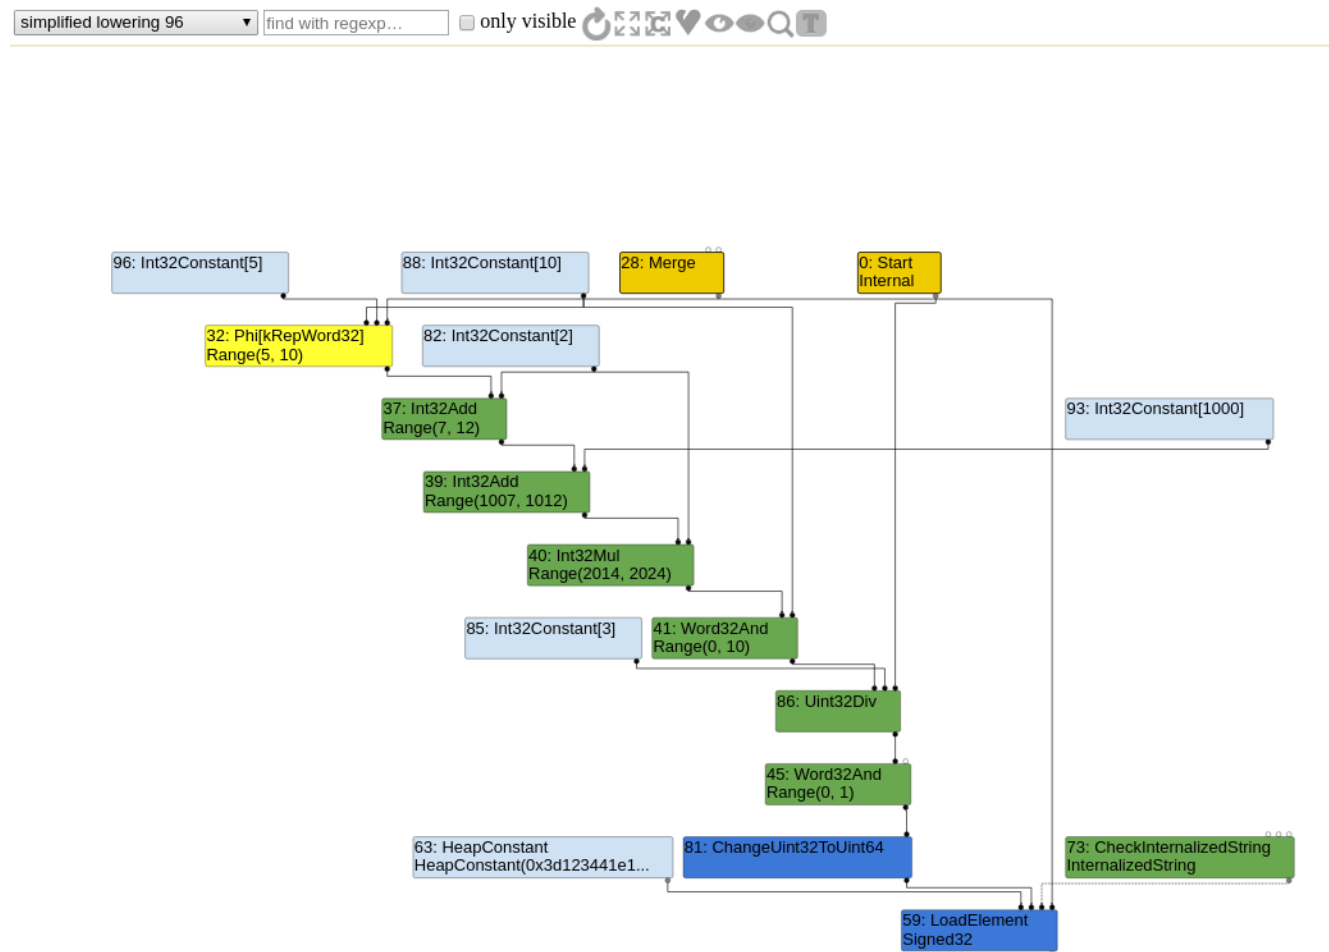 simplified lowering 96
find with regexp...
only visible
T
96: Int32Constant[5]
88: Int32Constant[10]
28: Merge
0: Start
Internal
32: Phi[kRepWord32]
Range(5, 10)
82: Int32Constant[2]
37: Int32Add
Range(7, 12)
93: Int32Constant[1000]
39: Int32Add
Range(1007, 1012)
40: Int32Mul
Range(2014, 2024)
85: Int32Constant[3]
41: Word32And
Range(0, 10)
86: Uint32Div
45: Word32And
Range(0, 1)
63: HeapConstant
HeapConstant(0x3d123441e1...
81: ChangeUint32ToUint64
73: CheckInternalizedString
InternalizedString
59: LoadElement
Signed32